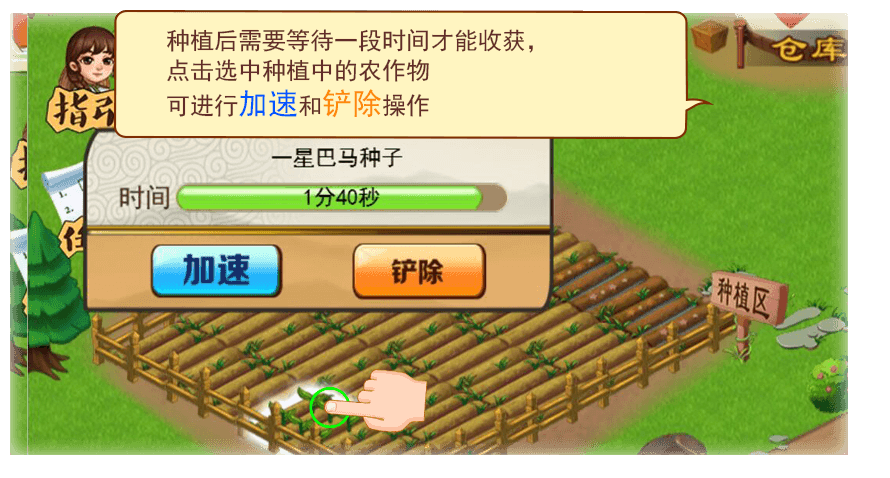 种植后需要等待一段时间才能收获，
点击选中种植中的农作物
可进行加速和铲除操作
仓库
指引
一星巴马种子
时间 1分40秒
加速 铲除
种植区